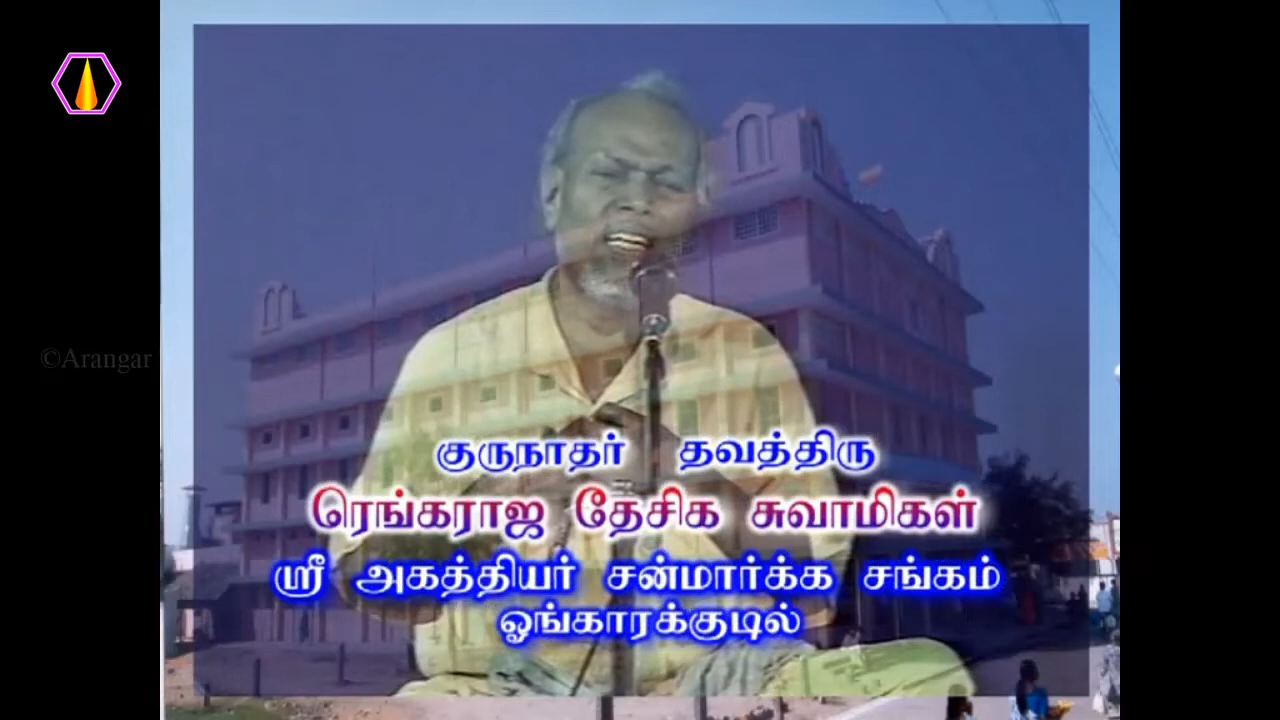 ©Arangar
குருநாதர் தவத்திரு
ரெங்கராஜ தேசிக சுவாமிகள்
ஸ்ரீ அகத்தியர் சன்மார்க்க சங்கம்
ஓங்காரக்குடில்